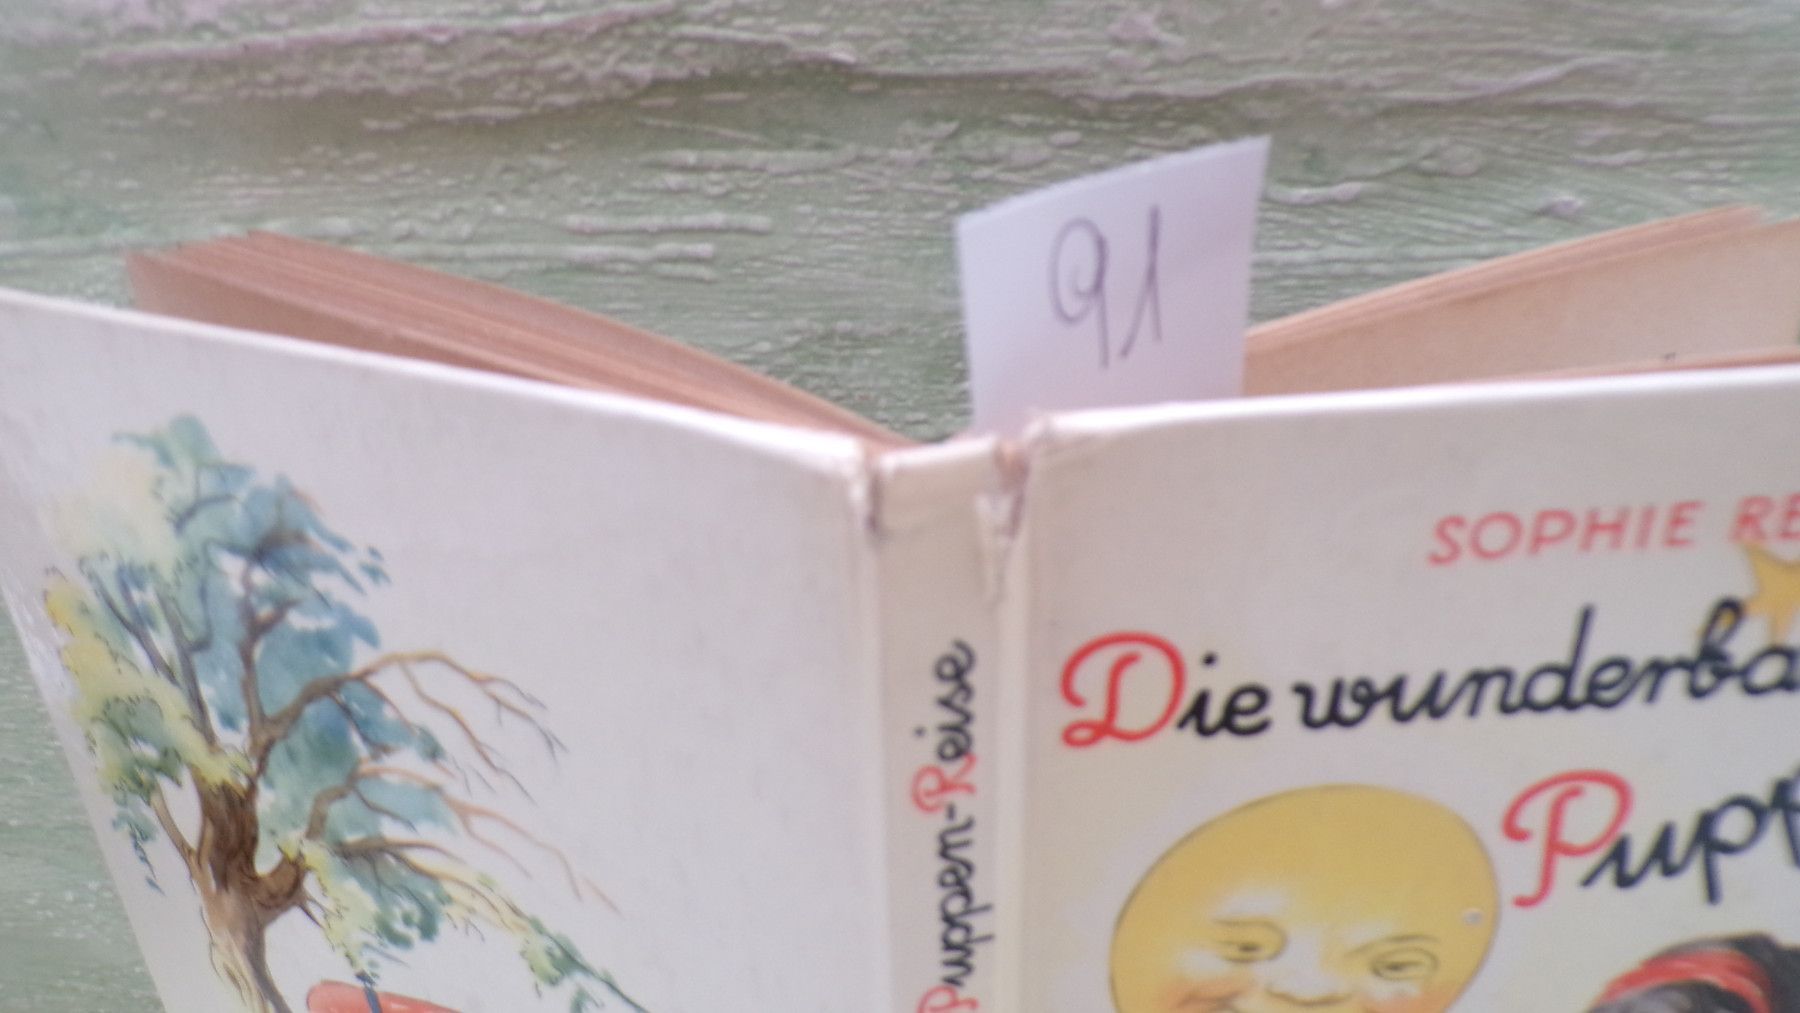 91
SOPHIE RE
Die wunderba
Pupp
Puppen-Reise